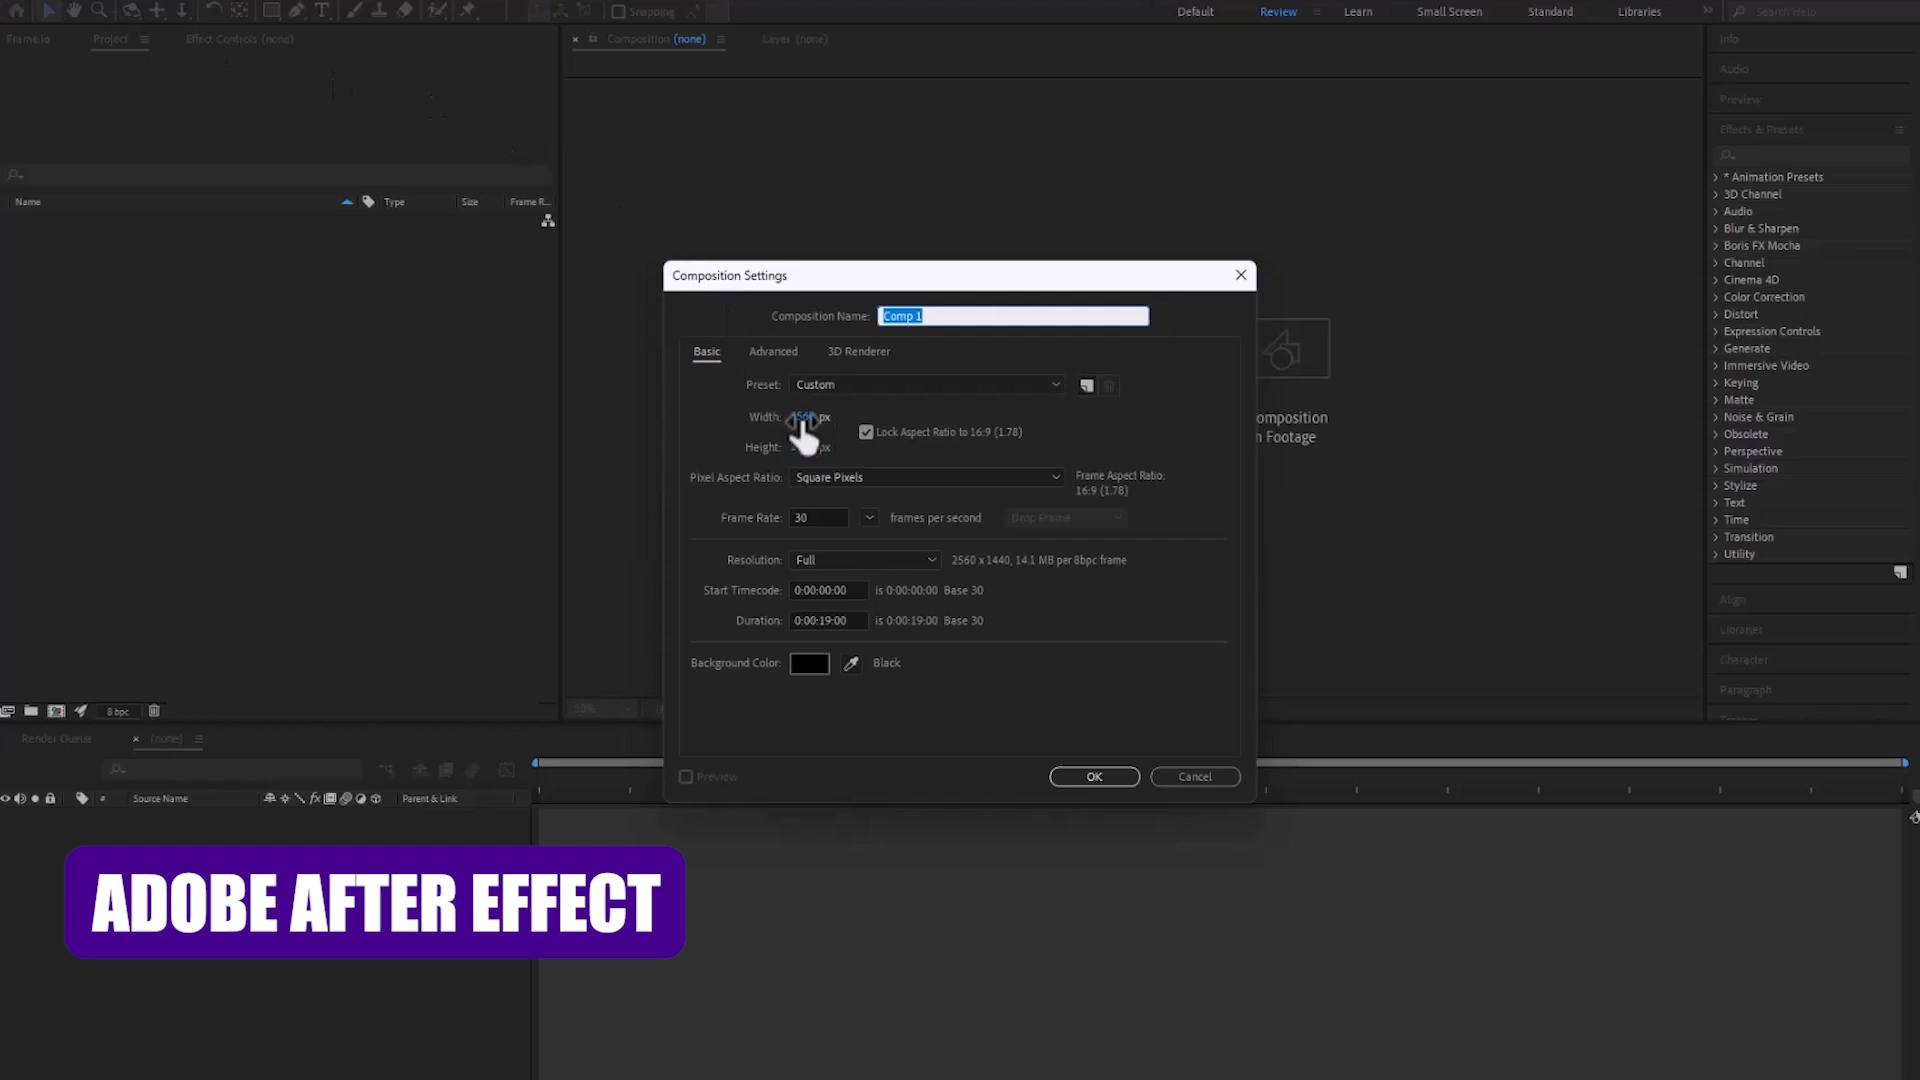 Snapping
Default
Review
Learn
Small Screen
Standard
Libraries
Search Help
Frame.io
Project
Effect Controls (none)
Composition (none)
Layer (none)
Info
Audio
Preview
Effects & Presets
Name
Type
Size
Frame R...
* Animation Presets
3D Channel
Audio
Blur & Sharpen
Boris FX Mocha
Channel
Cinema 4D
Color Correction
Distort
Expression Controls
Generate
Immersive Video
Keying
Matte
Noise & Grain
Obsolete
Perspective
Simulation
Stylize
Text
Time
Transition
Utility
Align
Libraries
Character
Paragraph
Composition Settings
Composition Name: Comp 1
Basic
Advanced
3D Renderer
Preset: Custom
Width: px
Lock Aspect Ratio to 16:9 (1.78)
Height: px
Pixel Aspect Ratio: Square Pixels
Frame Aspect Ratio:
16:9 (1.78)
Frame Rate: 30 frames per second Drop Frame
Resolution: Full 2560 x 1440, 14.1 MB per 8bpc frame
Start Timecode: 0:00:00:00 is 0:00:00:00 Base 30
Duration: 0:00:19:00 is 0:00:19:00 Base 30
Background Color: Black
Preview
OK
Cancel
omposition
Footage
8 bpc
Render Queue
(none)
Source Name
fx
Parent & Link
ADOBE AFTER EFFECT